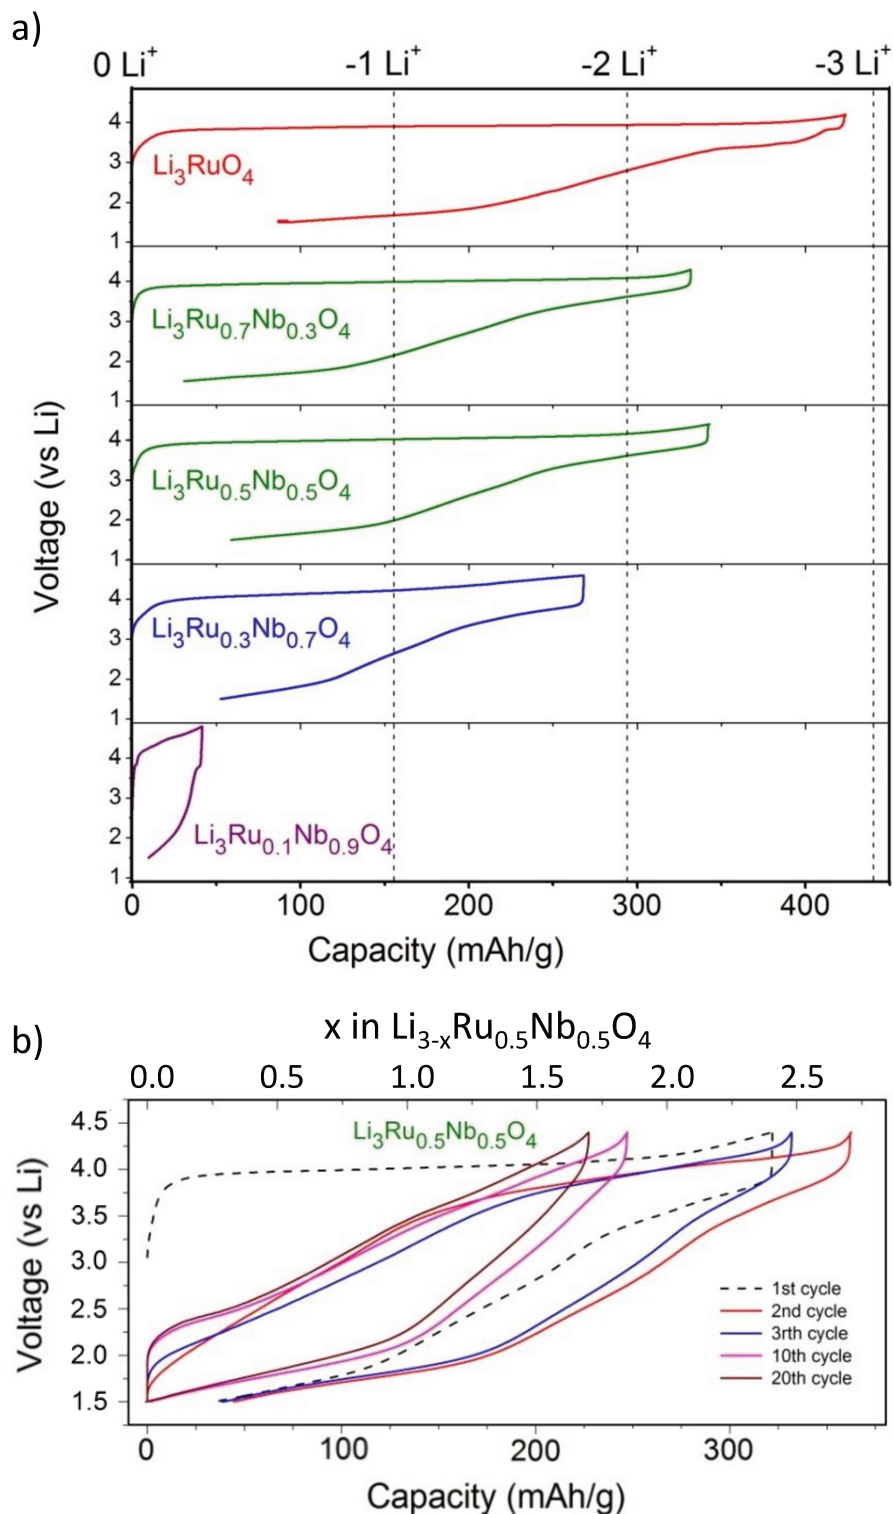 a)
0 Li⁺ -1 Li⁺ -2 Li⁺ -3 Li⁺
4
3
2
1
Li₃RuO₄
4
3
2
1
Li₃Ru₀.₇Nb₀.₃O₄
4
3
2
1
Li₃Ru₀.₅Nb₀.₅O₄
4
3
2
1
Li₃Ru₀.₃Nb₀.₇O₄
4
3
2
1
Li₃Ru₀.₁Nb₀.₉O₄
Voltage (vs Li)
0 100 200 300 400
Capacity (mAh/g)
b)
x in Li₃₋ₓRu₀.₅Nb₀.₅O₄
0.0 0.5 1.0 1.5 2.0 2.5
4.5
4.0
3.5
3.0
2.5
2.0
1.5
Voltage (vs Li)
Li₃Ru₀.₅Nb₀.₅O₄
1st cycle
2nd cycle
3rth cycle
10th cycle
20th cycle
0 100 200 300
Capacity (mAh/g)